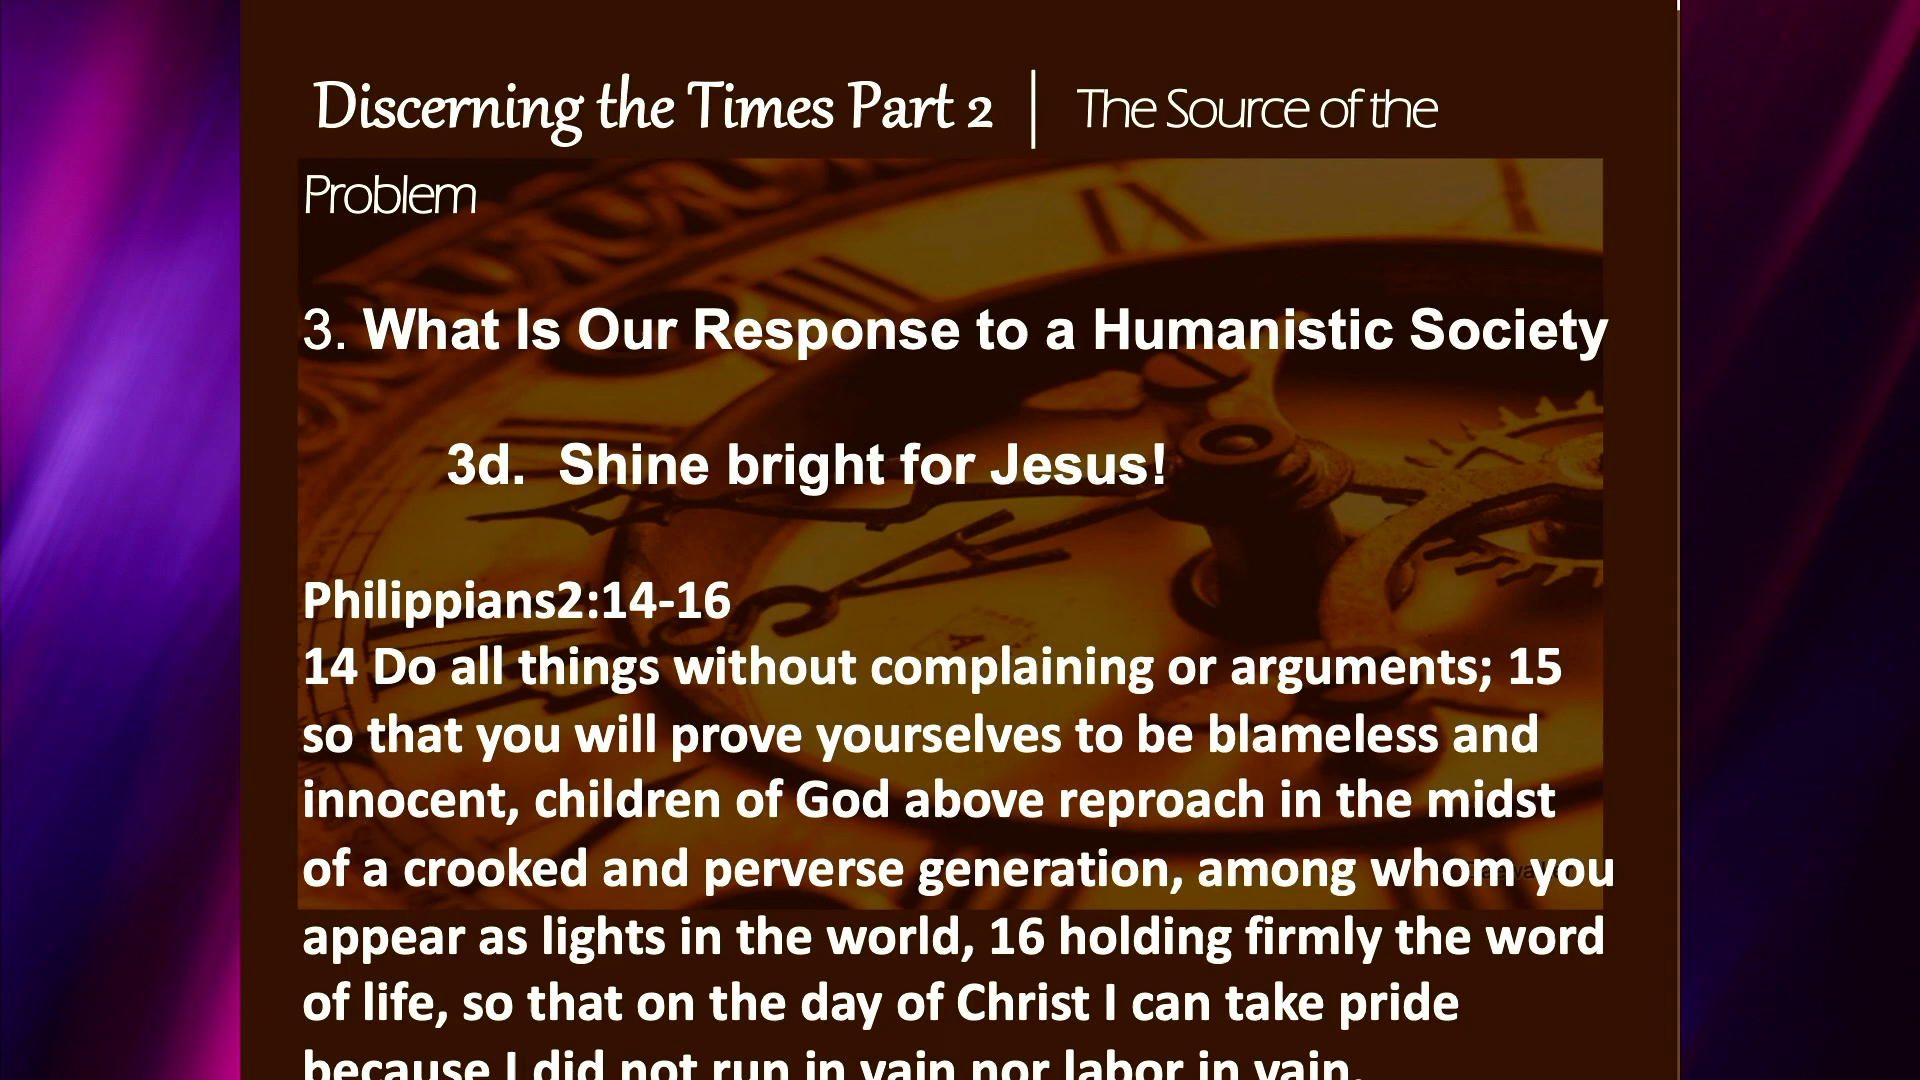 Discerning the Times Part 2 | The Source of the
Problem
3. What Is Our Response to a Humanistic Society
3d. Shine bright for Jesus!
Philippians2:14-16
14 Do all things without complaining or arguments; 15
so that you will prove yourselves to be blameless and
innocent, children of God above reproach in the midst
of a crooked and perverse generation, among whom you
appear as lights in the world, 16 holding firmly the word
of life, so that on the day of Christ I can take pride
because I did not run in vain nor labor in vain.